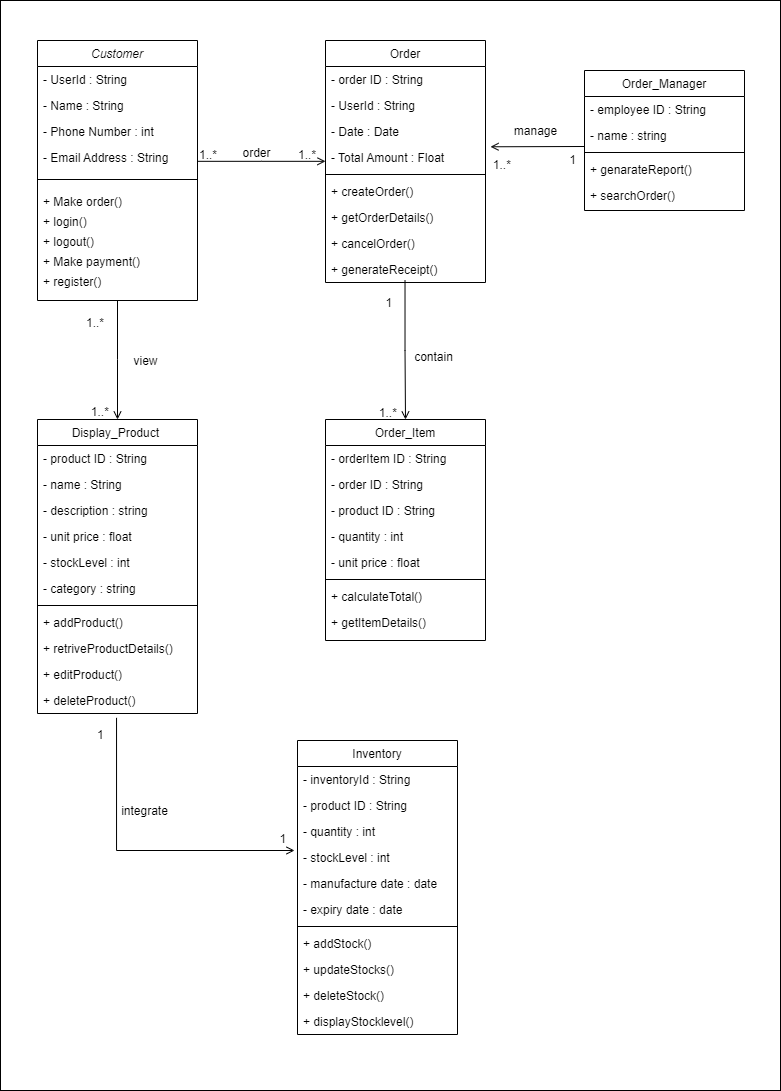 Customer
- UserId : String
- Name : String
- Phone Number : int
- Email Address : String
+ Make order()
+ login()
+ logout()
+ Make payment()
+ register()
1..*
order
1..*
Order
- order ID : String
- UserId : String
- Date : Date
- Total Amount : Float
+ createOrder()
+ getOrderDetails()
+ cancelOrder()
+ generateReceipt()
manage
1..*
1
Order_Manager
- employee ID : String
- name : string
+ genarateReport()
+ searchOrder()
1..*
view
1..*
1
contain
1..*
Display_Product
- product ID : String
- name : String
- description : string
- unit price : float
- stockLevel : int
- category : string
+ addProduct()
+ retriveProductDetails()
+ editProduct()
+ deleteProduct()
Order_Item
- orderItem ID : String
- order ID : String
- product ID : String
- quantity : int
- unit price : float
+ calculateTotal()
+ getItemDetails()
1
integrate
1
Inventory
- inventoryId : String
- product ID : String
- quantity : int
- stockLevel : int
- manufacture date : date
- expiry date : date
+ addStock()
+ updateStocks()
+ deleteStock()
+ displayStocklevel()